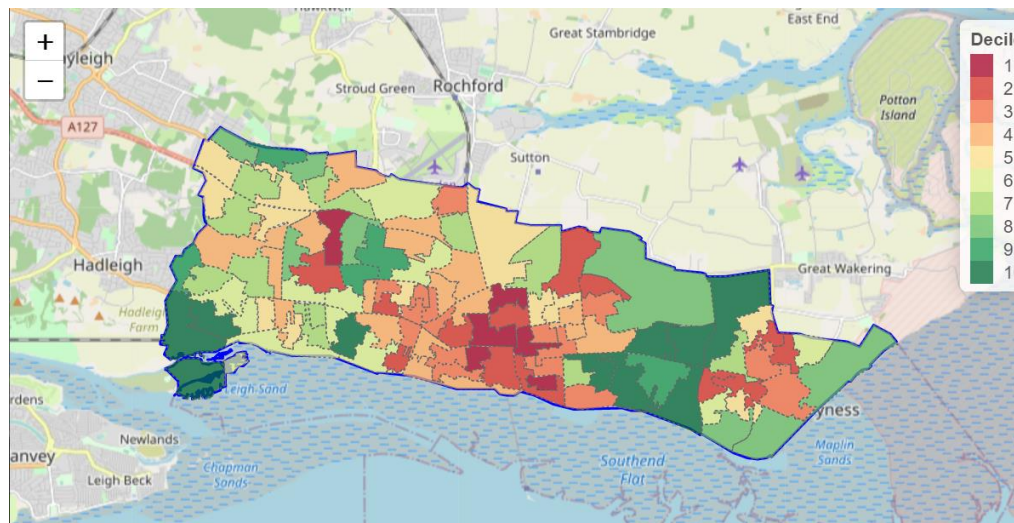 East End
Great Stambridge
+
−
yleigh
Stroud Green
Rochford
Decile
1
2
3
4
5
6
7
8
9
1
Potton
Island
A127
Sutton
Hadleigh
Great Wakering
Hadleigh
Farm
Leigh Sand
rdens
Newlands
anvey
Leigh Beck
Chapman
Sands
Southend
Flat
yness
Maplin
Sands